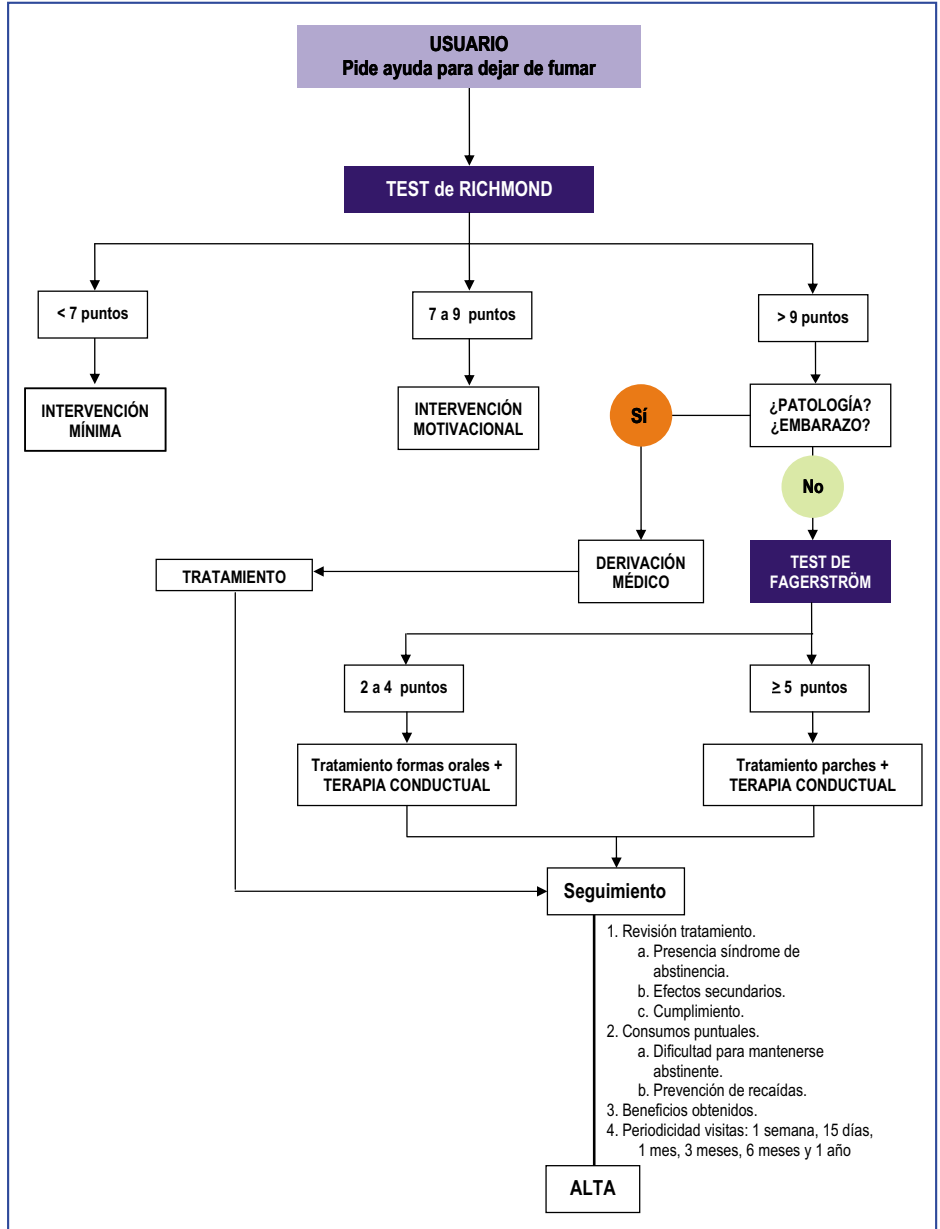 USUARIO
Pide ayuda para dejar de fumar
TEST de RICHMOND
< 7 puntos
7 a 9 puntos
> 9 puntos
INTERVENCIÓN
MÍNIMA
INTERVENCIÓN
MOTIVACIONAL
Sí
¿PATOLOGÍA?
¿EMBARAZO?
No
TRATAMIENTO
DERIVACIÓN
MÉDICO
TEST DE
FAGERSTRÖM
2 a 4 puntos
≥ 5 puntos
Tratamiento formas orales +
TERAPIA CONDUCTUAL
Tratamiento parches +
TERAPIA CONDUCTUAL
Seguimiento
1. Revisión tratamiento.
a. Presencia síndrome de
abstinencia.
b. Efectos secundarios.
c. Cumplimiento.
2. Consumos puntuales.
a. Dificultad para mantenerse
abstinente.
b. Prevención de recaídas.
3. Beneficios obtenidos.
4. Periodicidad visitas: 1 semana, 15 días,
1 mes, 3 meses, 6 meses y 1 año
ALTA